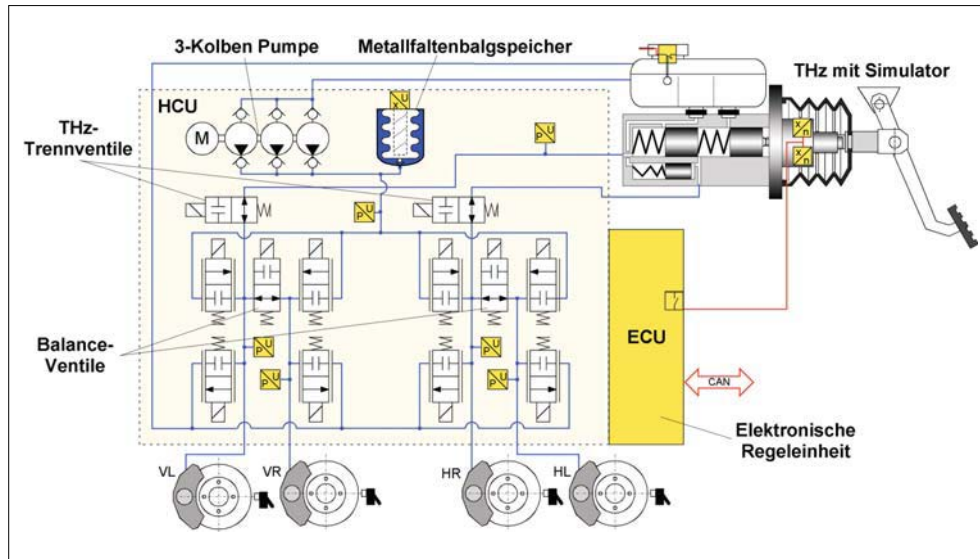 3-Kolben Pumpe
Metallfaltenbalgspeicher
THz mit Simulator
HCU
THz-
Trennventile
M
U
x
P
U
x
n
x
n
P
U
Balance-
Ventile
P
U
P
U
P
U
P
U
ECU
CAN
Elektronische
Regeleinheit
VL
VR
HR
HL